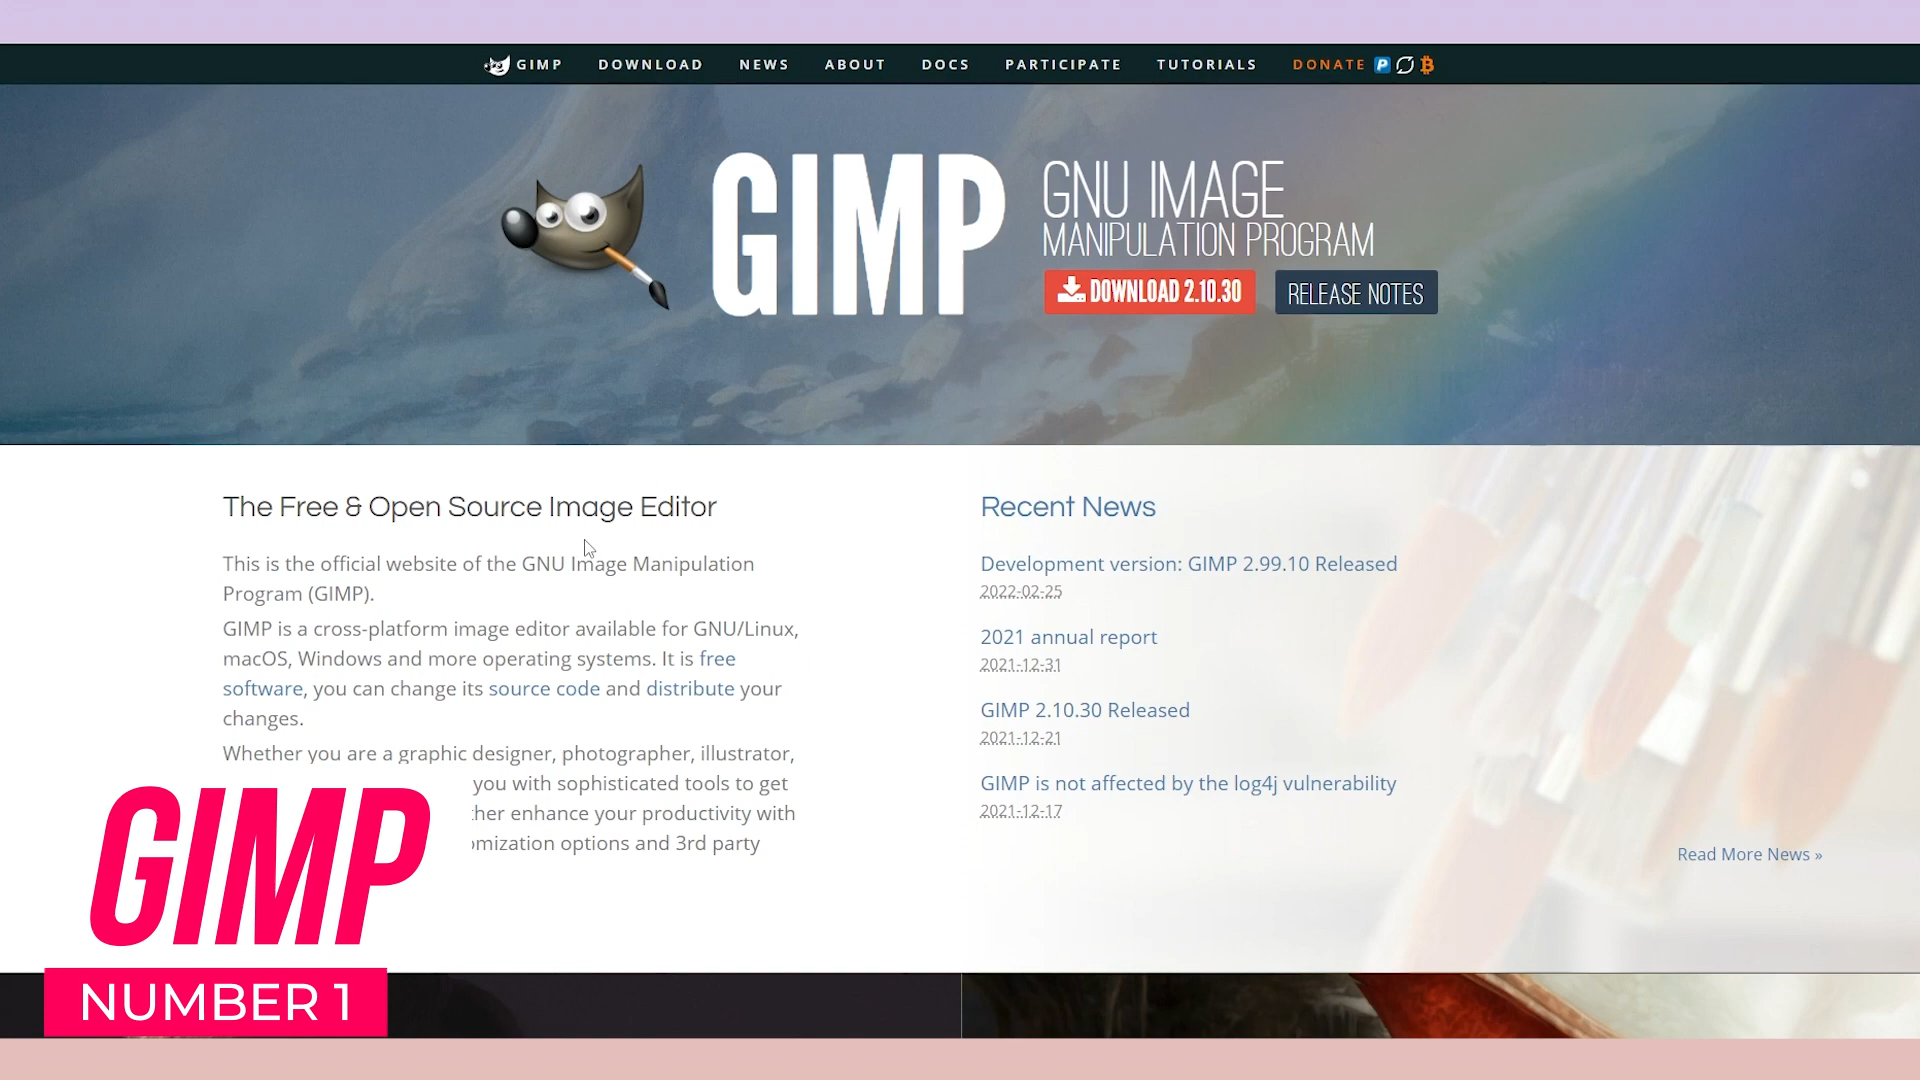 GIMP DOWNLOAD NEWS ABOUT DOCS PARTICIPATE TUTORIALS DONATE
GIMP
GNU IMAGE
MANIPULATION PROGRAM
DOWNLOAD 2.10.30
RELEASE NOTES
The Free & Open Source Image Editor
This is the official website of the GNU Image Manipulation
Program (GIMP).
GIMP is a cross-platform image editor available for GNU/Linux,
macOS, Windows and more operating systems. It is free
software, you can change its source code and distribute your
changes.
Whether you are a graphic designer, photographer, illustrator,
you with sophisticated tools to get
enhance your productivity with
options and 3rd party
Recent News
Development version: GIMP 2.99.10 Released
2022-02-25
2021 annual report
2021-12-31
GIMP 2.10.30 Released
2021-12-21
GIMP is not affected by the log4j vulnerability
2021-12-17
Read More News »
GIMP
NUMBER 1